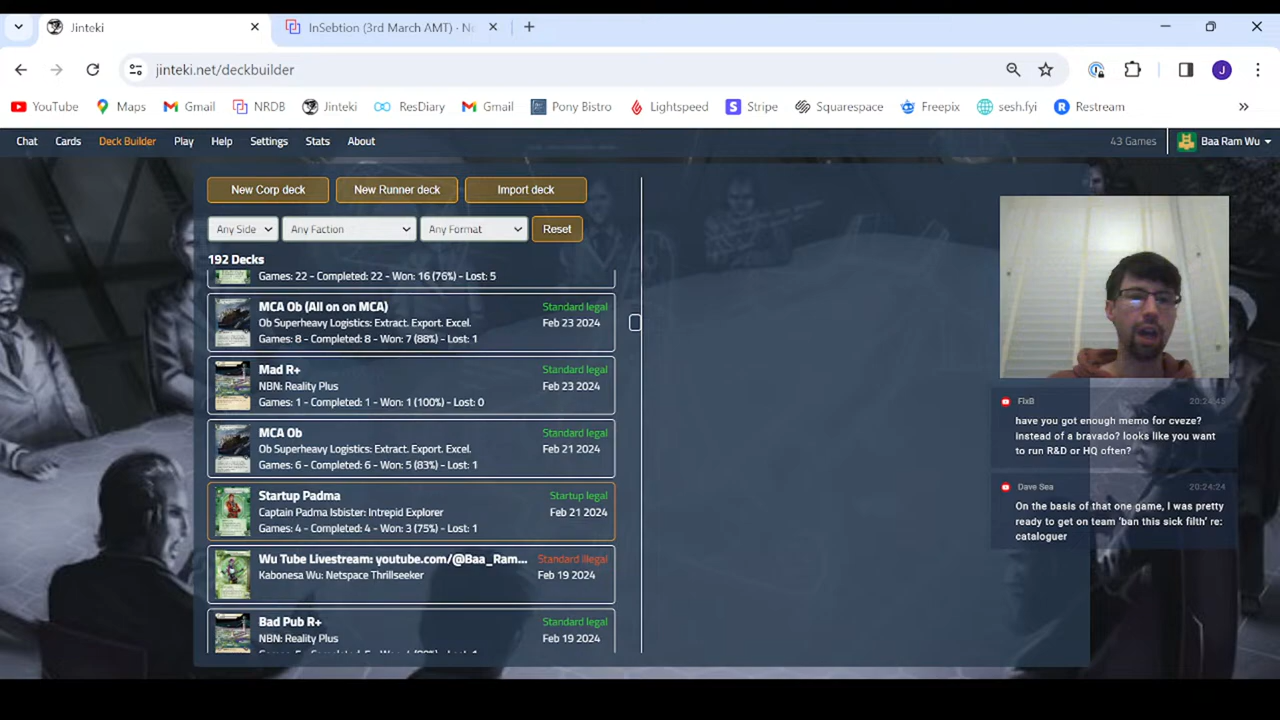 Jinteki
InSebtion (3rd March AMT) · N
jinteki.net/deckbuilder
J
YouTube
Maps
Gmail
NRDB
Jinteki
ResDiary
Gmail
Pony Bistro
Lightspeed
Stripe
Squarespace
Freepix
sesh.fyi
Restream
Chat
Cards
Deck Builder
Play
Help
Settings
Stats
About
43 Games
Baa Ram Wu
New Corp deck
New Runner deck
Import deck
Any Side
Any Faction
Any Format
Reset
192 Decks
Games: 22 - Completed: 22 - Won: 16 (76%) - Lost: 5
MCA Ob (All on on MCA)
Standard legal
Ob Superheavy Logistics: Extract. Export. Excel.
Feb 23 2024
Games: 8 - Completed: 8 - Won: 7 (88%) - Lost: 1
Mad R+
Standard legal
NBN: Reality Plus
Feb 23 2024
Games: 1 - Completed: 1 - Won: 1 (100%) - Lost: 0
MCA Ob
Standard legal
Ob Superheavy Logistics: Extract. Export. Excel.
Feb 21 2024
Games: 6 - Completed: 6 - Won: 5 (83%) - Lost: 1
Startup Padma
Startup legal
Captain Padma Isbister: Intrepid Explorer
Feb 21 2024
Games: 4 - Completed: 4 - Won: 3 (75%) - Lost: 1
Wu Tube Livestream: youtube.com/@Baa_Ram...
Standard illegal
Kabonesa Wu: Netspace Thrillseeker
Feb 19 2024
Bad Pub R+
Standard legal
NBN: Reality Plus
Feb 19 2024
FixB
20:24:45
have you got enough memo for cveze?
instead of a bravado? looks like you want
to run R&D or HQ often?
Dave Sea
20:24:24
On the basis of that one game, I was pretty
ready to get on team 'ban this sick filth' re:
cataloguer